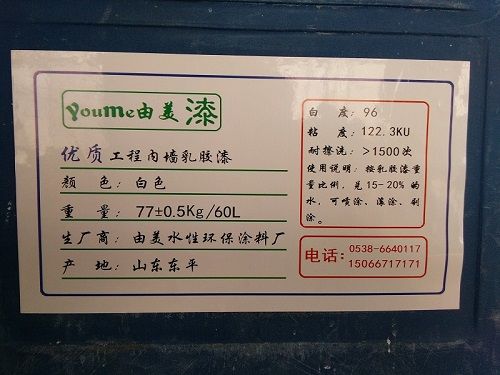 Youme由美漆
优质工程内墙乳胶漆
颜 色：白色
重 量：77±0.5Kg/60L
生厂商：由美水性环保涂料厂
产 地：山东东平
白 度：96
粘 度：122.3KU
耐擦洗：>1500次
使用说明：按乳胶漆重
量比例，兑15-20%的
水，可喷涂、滚涂、刷
涂。
电话：0538-6640117
15066717171